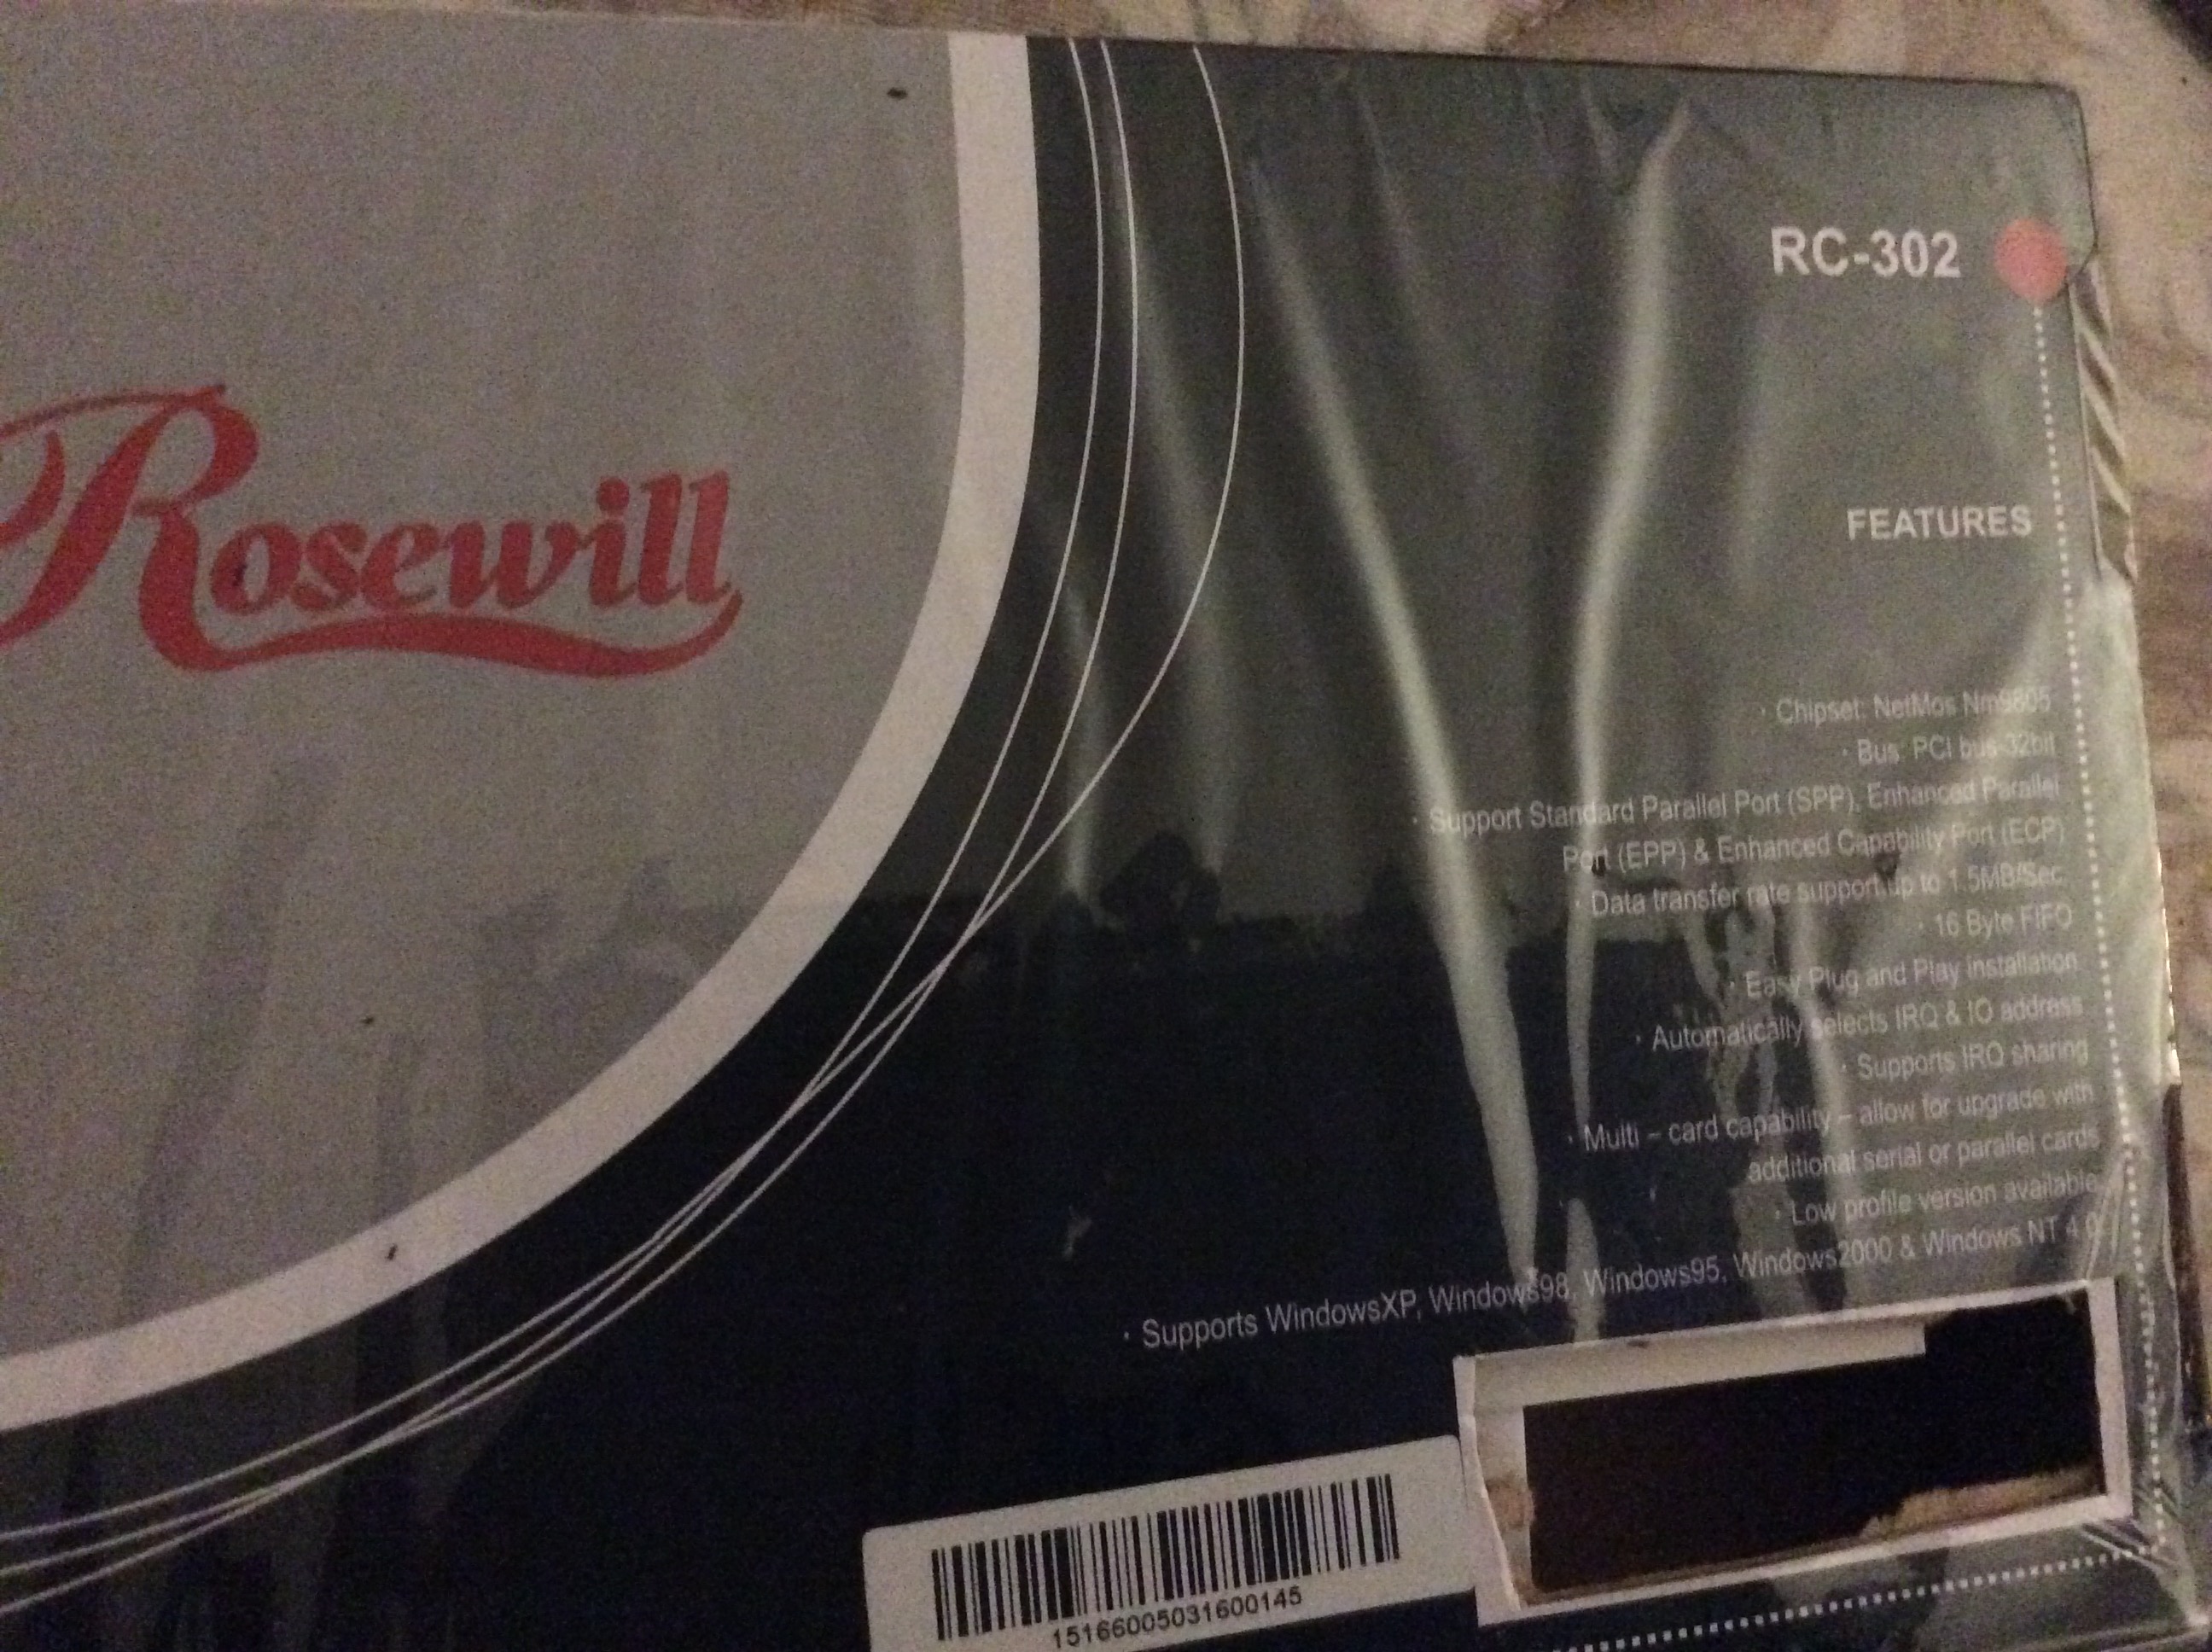 Rosewill
RC-302
FEATURES
· Chipset: NetMos Nm9805
· Bus: PCI bus-32bit
· Support Standard Parallel Port (SPP), Enhanced Parallel
Port (EPP) & Enhanced Capability Port (ECP)
· Data transfer rate support up to 1.5MB/Sec
· 16 Byte FIFO
· Easy Plug and Play installation
· Automatically selects IRQ & IO address
· Supports IRQ sharing
· Multi – card capability – allow for upgrade with
additional serial or parallel cards
· Low profile version available
· Supports WindowsXP, Windows98, Windows95, Windows2000 & Windows NT 4.0
15166005031600145